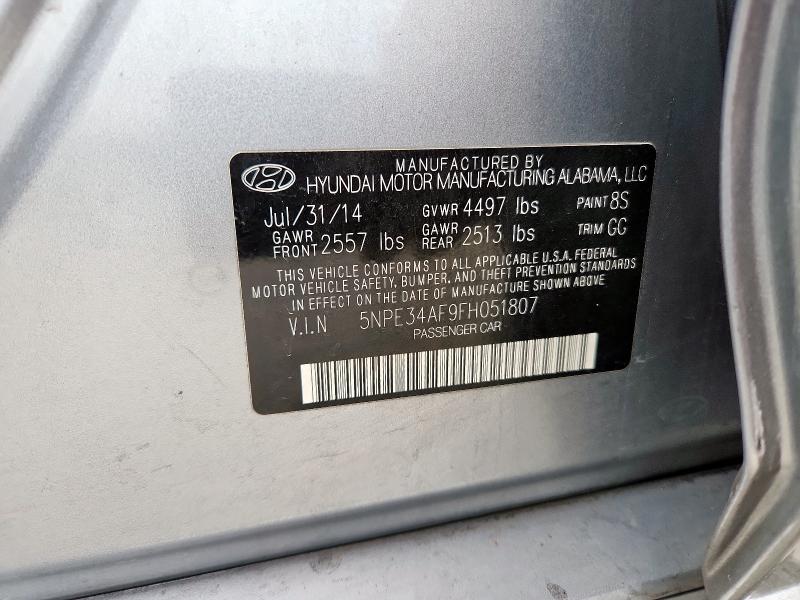 MANUFACTURED BY
HYUNDAI MOTOR MANUFACTURING ALABAMA, LLC
Jul/31/14 GVWR 4497 lbs PAINT 8S
GAWR FRONT 2557 lbs GAWR REAR 2513 lbs TRIM GG
THIS VEHICLE CONFORMS TO ALL APPLICABLE U.S.A. FEDERAL
MOTOR VEHICLE SAFETY, BUMPER, AND THEFT PREVENTION STANDARDS
IN EFFECT ON THE DATE OF MANUFACTURE SHOWN ABOVE
V.I.N 5NPE34AF9FH051807
PASSENGER CAR